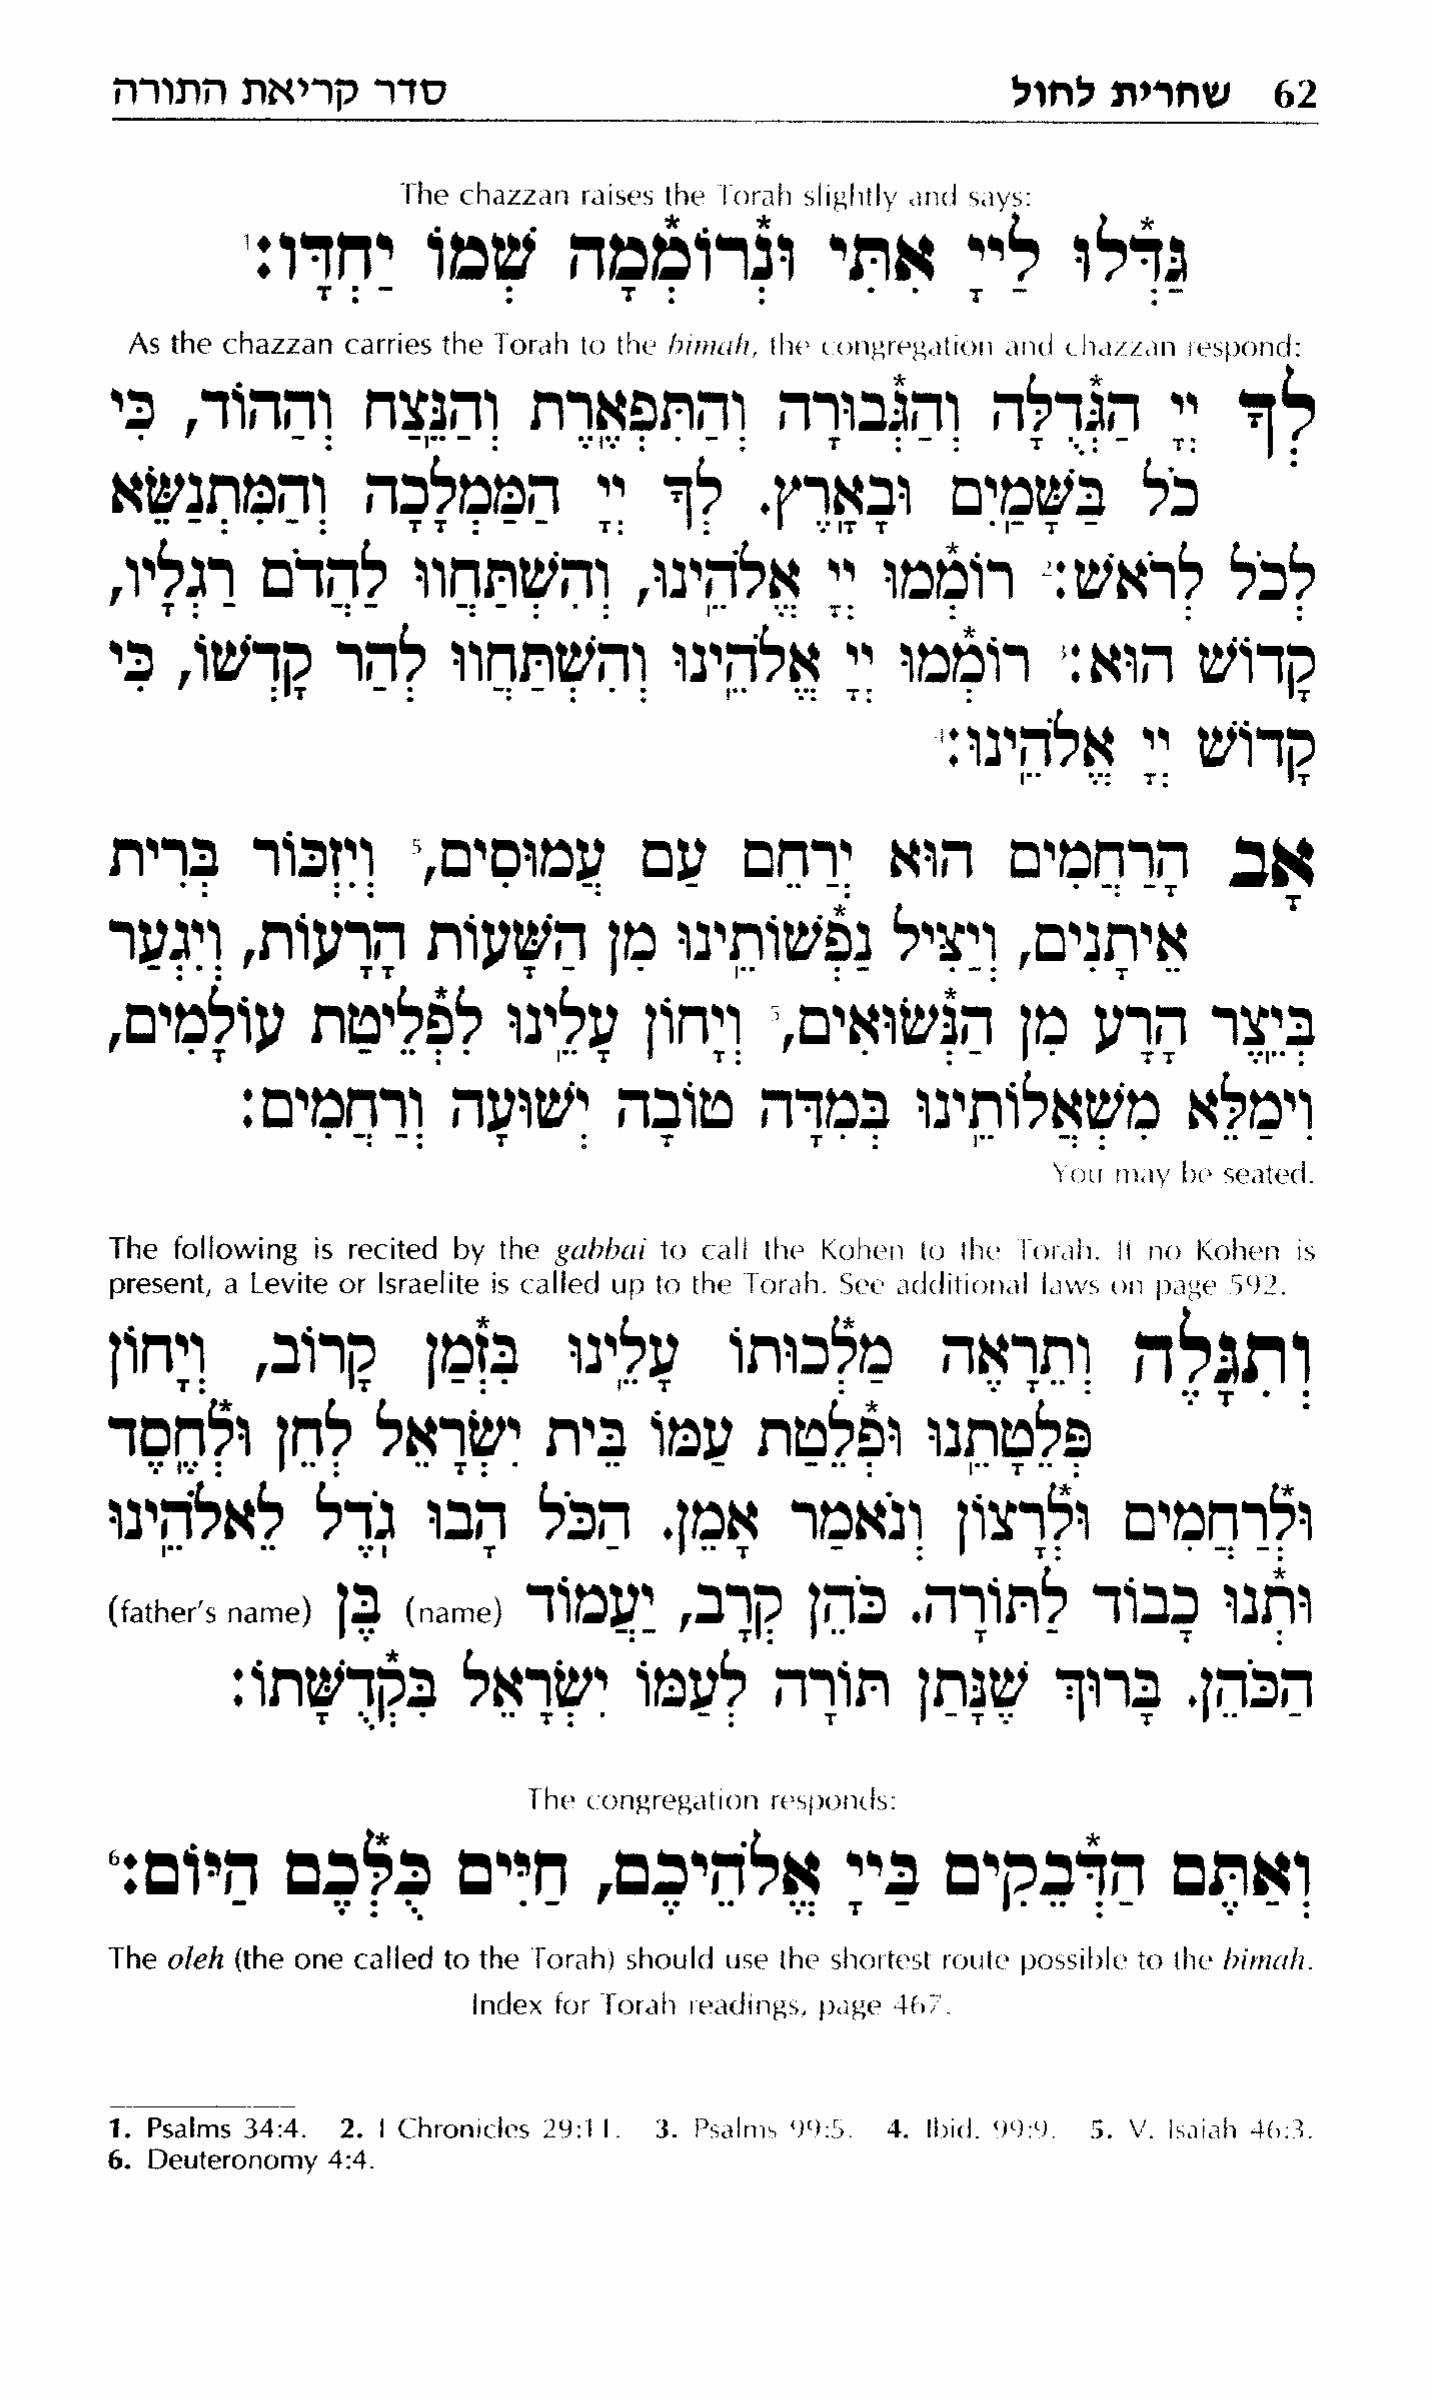 62 שחרית לחול סדר קריאת התורה
The chazzan raises the Torah slightly and says:
גַּדְּ*לוּ לַייָ אִתִּי וּנְ*רוֹמְ*מָה שְׁמוֹ יַחְדָּו:¹
As the chazzan carries the Torah to the bimah, the congregation and chazzan respond:
לְךָ יְיָ הַגְּ*דֻלָּ*ה וְהַגְּ*בוּרָה וְהַתִּפְאֶרֶת וְהַנֵּצַח וְהַהוֹד, כִּי
כֹל בַּשָּׁמַיִם וּבָאָרֶץ. לְךָ יְיָ הַמַּמְלָכָה וְהַמִּתְנַשֵּׂא
לְכֹל לְרֹאשׁ:² רוֹמְ*מוּ יְיָ אֱלֹהֵינוּ, וְהִשְׁתַּחֲווּ לַהֲדֹם רַגְלָיו,
קָדוֹשׁ הוּא:³ רוֹמְ*מוּ יְיָ אֱלֹהֵינוּ וְהִשְׁתַּחֲווּ לְהַר קָדְשׁוֹ, כִּי
קָדוֹשׁ יְיָ אֱלֹהֵינוּ:⁴
אָב הָרַחֲמִים הוּא יְרַחֵם עַם עֲמוּסִים,⁵ וְיִזְכּוֹר בְּרִית
אֵיתָנִים, וְיַצִּיל נַפְ*שׁוֹתֵינוּ מִן הַשָּׁעוֹת הָרָעוֹת, וְיִגְעַר
בְּיֵצֶר הָרָע מִן הַנְּ*שׂוּאִים,⁵ וְיָחוֹן עָלֵינוּ לִפְ*לֵיטַת עוֹלָמִים,
וִימַלֵּא מִשְׁאֲלוֹתֵינוּ בְּמִדָּה טוֹבָה יְשׁוּעָה וְרַחֲמִים:
You may be seated.
The following is recited by the gabbai to call the Kohen to the Torah. If no Kohen is
present, a Levite or Israelite is called up to the Torah. See additional laws on page 592.
וְתִגָּלֶה וְתֵרָאֶה מַלְ*כוּתוֹ עָלֵינוּ בִּזְ*מַן קָרוֹב, וְיָחוֹן
פְּלֵטָתֵנוּ וּפְ*לֵטַת עַמּוֹ בֵּית יִשְׂרָאֵל לְחֵן וּלְ*חֶסֶד
וּלְ*רַחֲמִים וּלְ*רָצוֹן וְנֹאמַר אָמֵן. הַכֹּל הָבוּ גֹדֶל לֵאלֹהֵינוּ
וּתְ*נוּ כָבוֹד לַתּוֹרָה. כֹּהֵן קְרָב, יַעֲמוֹד (name) בֶּן (father's name)
הַכֹּהֵן. בָּרוּךְ שֶׁנָּתַן תּוֹרָה לְעַמּוֹ יִשְׂרָאֵל בִּקְ*דֻשָּׁתוֹ:
The congregation responds:
וְאַתֶּם הַדְּ*בֵקִים בַּייָ אֱלֹהֵיכֶם, חַיִּים כֻּלְּ*כֶם הַיּוֹם:⁶
The oleh (the one called to the Torah) should use the shortest route possible to the bimah.
Index for Torah readings, page 467.
1. Psalms 34:4. 2. I Chronicles 29:11. 3. Psalms 99:5. 4. Ibid. 99:9. 5. V. Isaiah 46:3.
6. Deuteronomy 4:4.